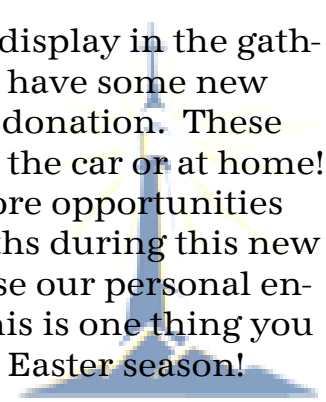 display in the gath-
have some new
donation. These
the car or at home!
ore opportunities
ths during this new
se our personal en-
his is one thing you
Easter season!